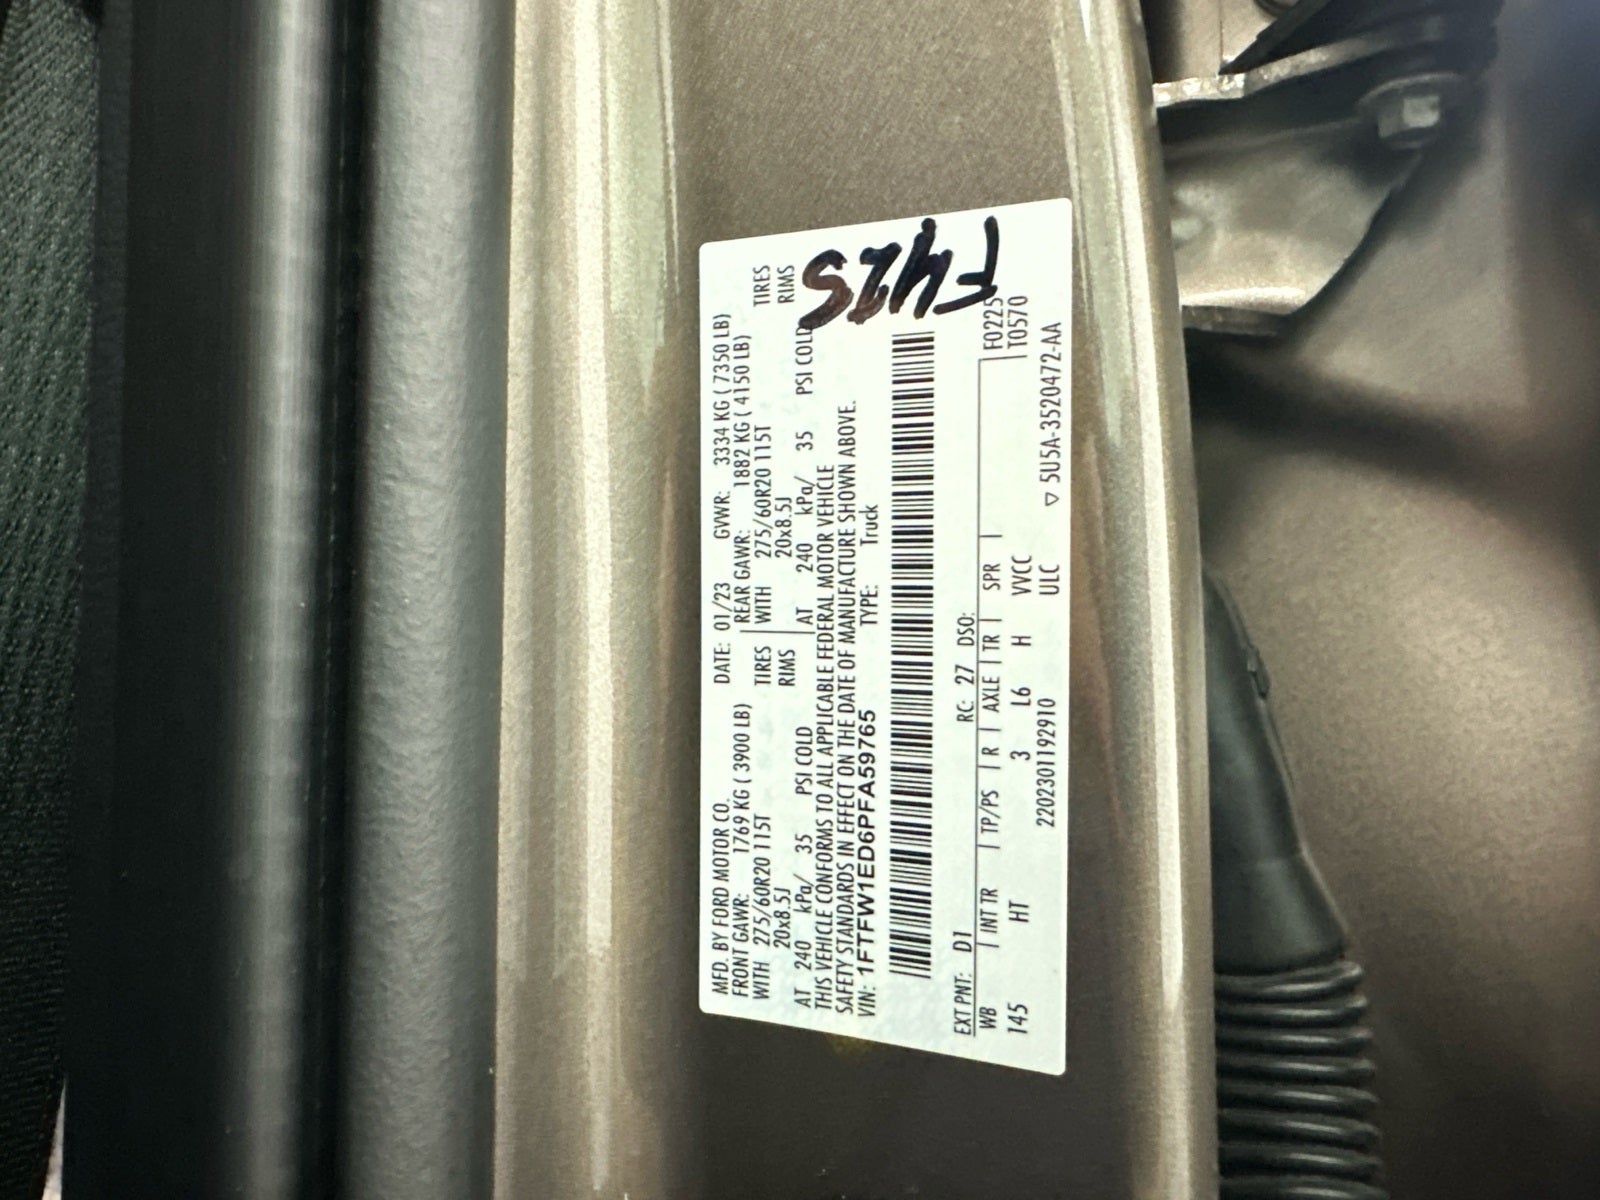 MFD. BY FORD MOTOR CO. DATE: 01/23 GVWR: 3334 KG ( 7350 LB)
FRONT GAWR: 1769 KG ( 3900 LB) REAR GAWR: 1882 KG ( 4150 LB)
WITH 275/60R20 115T TIRES WITH 275/60R20 115T TIRES
20x8.5J RIMS 20x8.5J RIMS
AT 240 kPa/ 35 PSI COLD AT 240 kPa/ 35 PSI COLD
THIS VEHICLE CONFORMS TO ALL APPLICABLE FEDERAL MOTOR VEHICLE
SAFETY STANDARDS IN EFFECT ON THE DATE OF MANUFACTURE SHOWN ABOVE.
VIN: 1FTFW1ED6PFA59765 TYPE: Truck
F425
EXT PNT: D1 RC: 27 DSO:
WB INT TR TP/PS R AXLE TR SPR F0225
145 HT 3 L6 H VVCC T0570
2202301192910 ULC ▽ 5U5A-3520472-AA